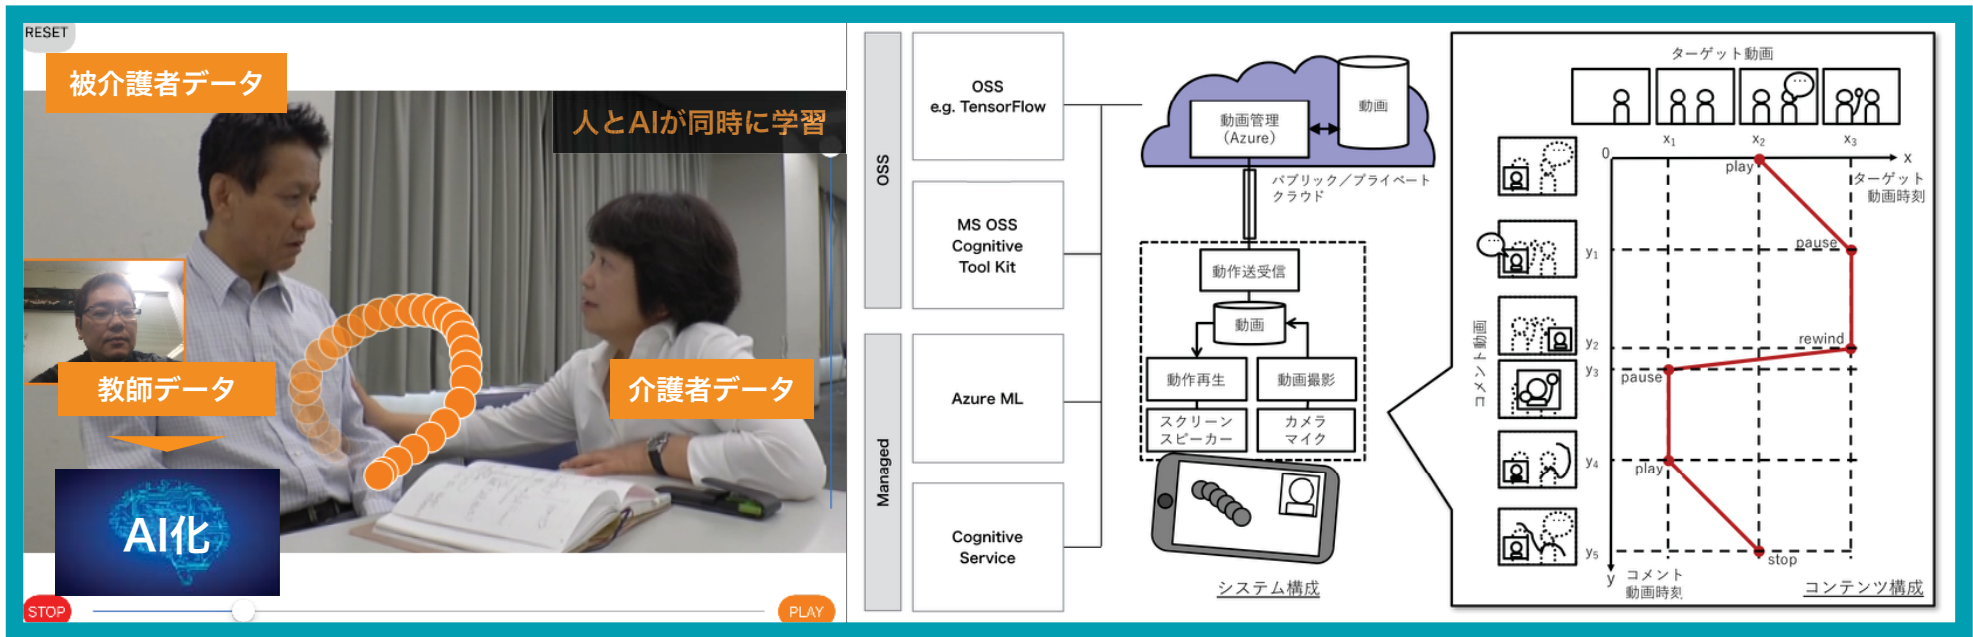 RESET
被介護者データ
人とAIが同時に学習
教師データ
介護者データ
AI化
STOP
PLAY
OSS
OSS
e.g. TensorFlow
MS OSS
Cognitive
Tool Kit
Managed
Azure ML
Cognitive
Service
動画管理
（Azure）
動画
パブリック／プライベート
クラウド
動作送受信
動画
動作再生
動画撮影
スクリーン
スピーカー
カメラ
マイク
システム構成
ターゲット動画
x₁
x₂
x₃
0
x
play
ターゲット
動画時刻
pause
y₁
rewind
y₂
コメント動画
y₃
pause
y₄
play
y₅
stop
y
コメント
動画時刻
コンテンツ構成